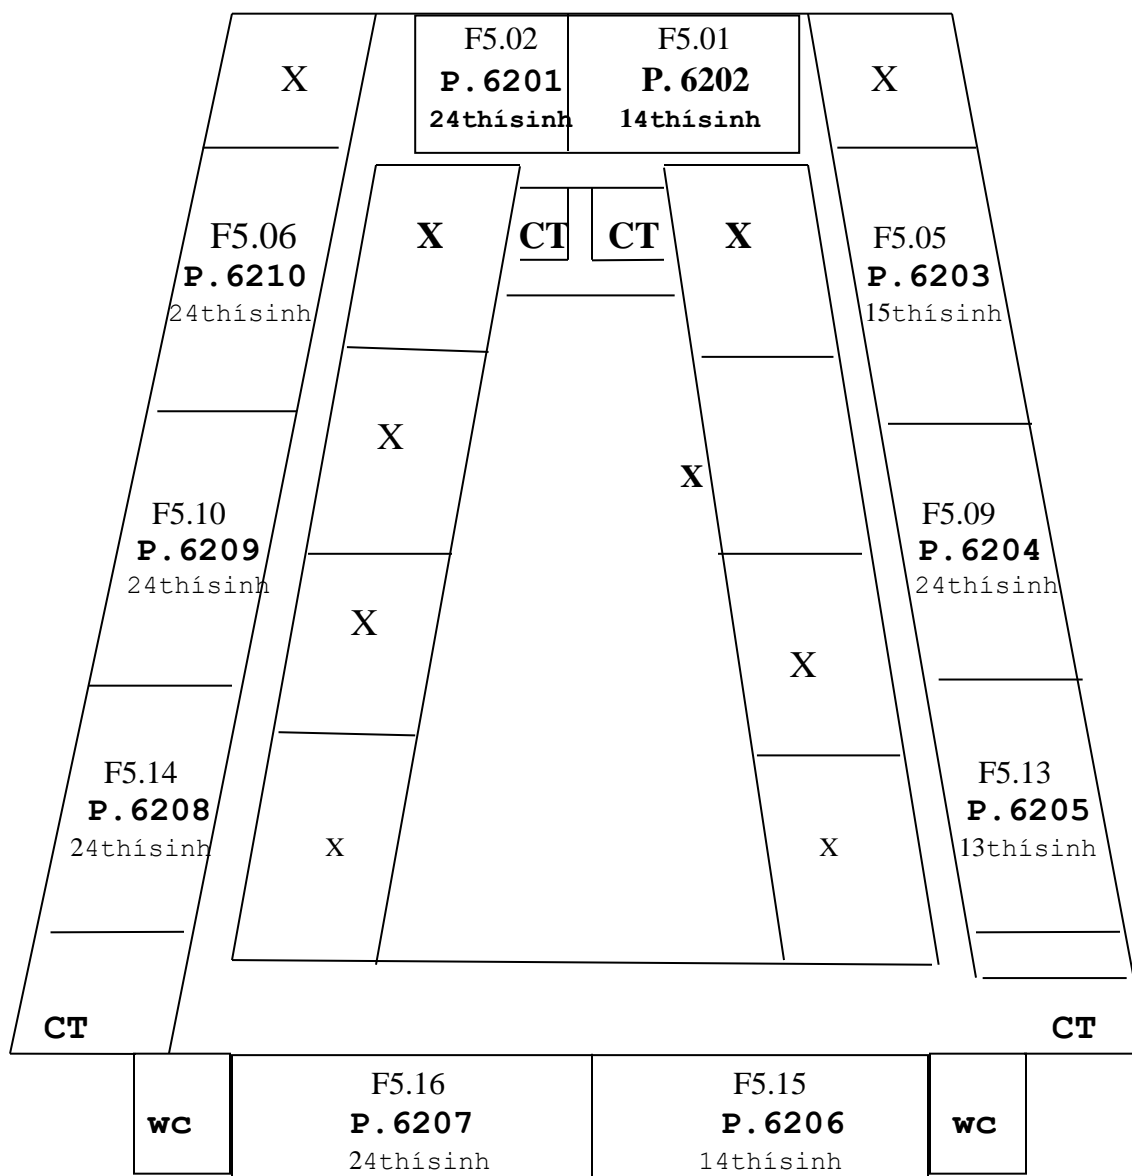 F5.02
P.6201
24thísinh
F5.01
P. 6202
14thísinh
X
X
F5.06
P.6210
24thísinh
X
CT
CT
X
F5.05
P.6203
15thísinh
X
X
F5.10
P.6209
24thísinh
F5.09
P.6204
24thísinh
X
X
F5.14
P.6208
24thísinh
X
X
F5.13
P.6205
13thísinh
CT
CT
WC
F5.16
P.6207
24thísinh
F5.15
P.6206
14thísinh
WC